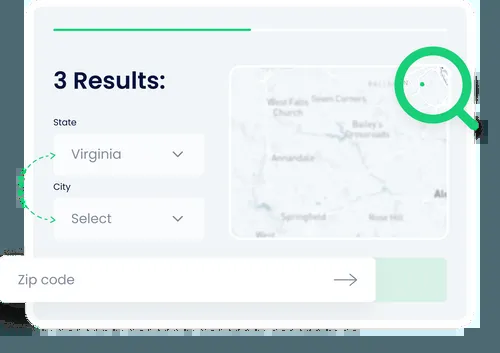 3 Results:
State
Virginia
City
Select
Zip code
West Falls
Church
Seven Corners
Bailey's
Crossroads
Annandale
Springfield
Rose Hill
West